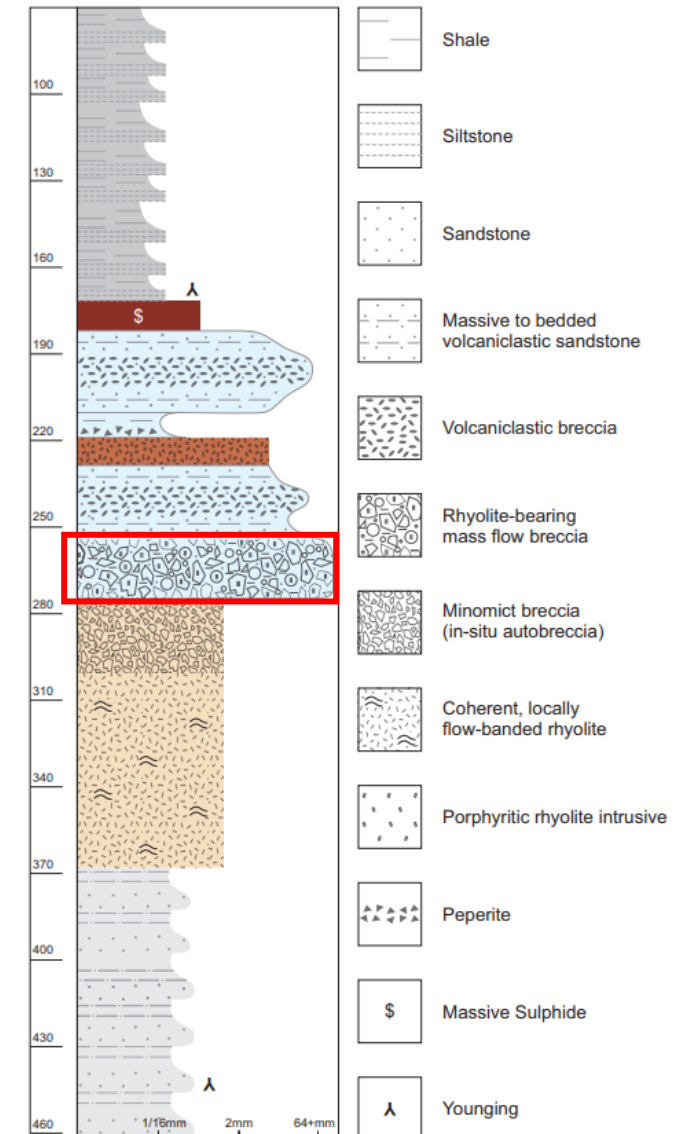 100
130
160
$
190
220
250
280
310
340
370
400
430
460
1/16mm 2mm 64+mm
Shale
Siltstone
Sandstone
Massive to bedded
volcaniclastic sandstone
Volcaniclastic breccia
Rhyolite-bearing
mass flow breccia
Minomict breccia
(in-situ autobreccia)
Coherent, locally
flow-banded rhyolite
Porphyritic rhyolite intrusive
Peperite
$ Massive Sulphide
Younging